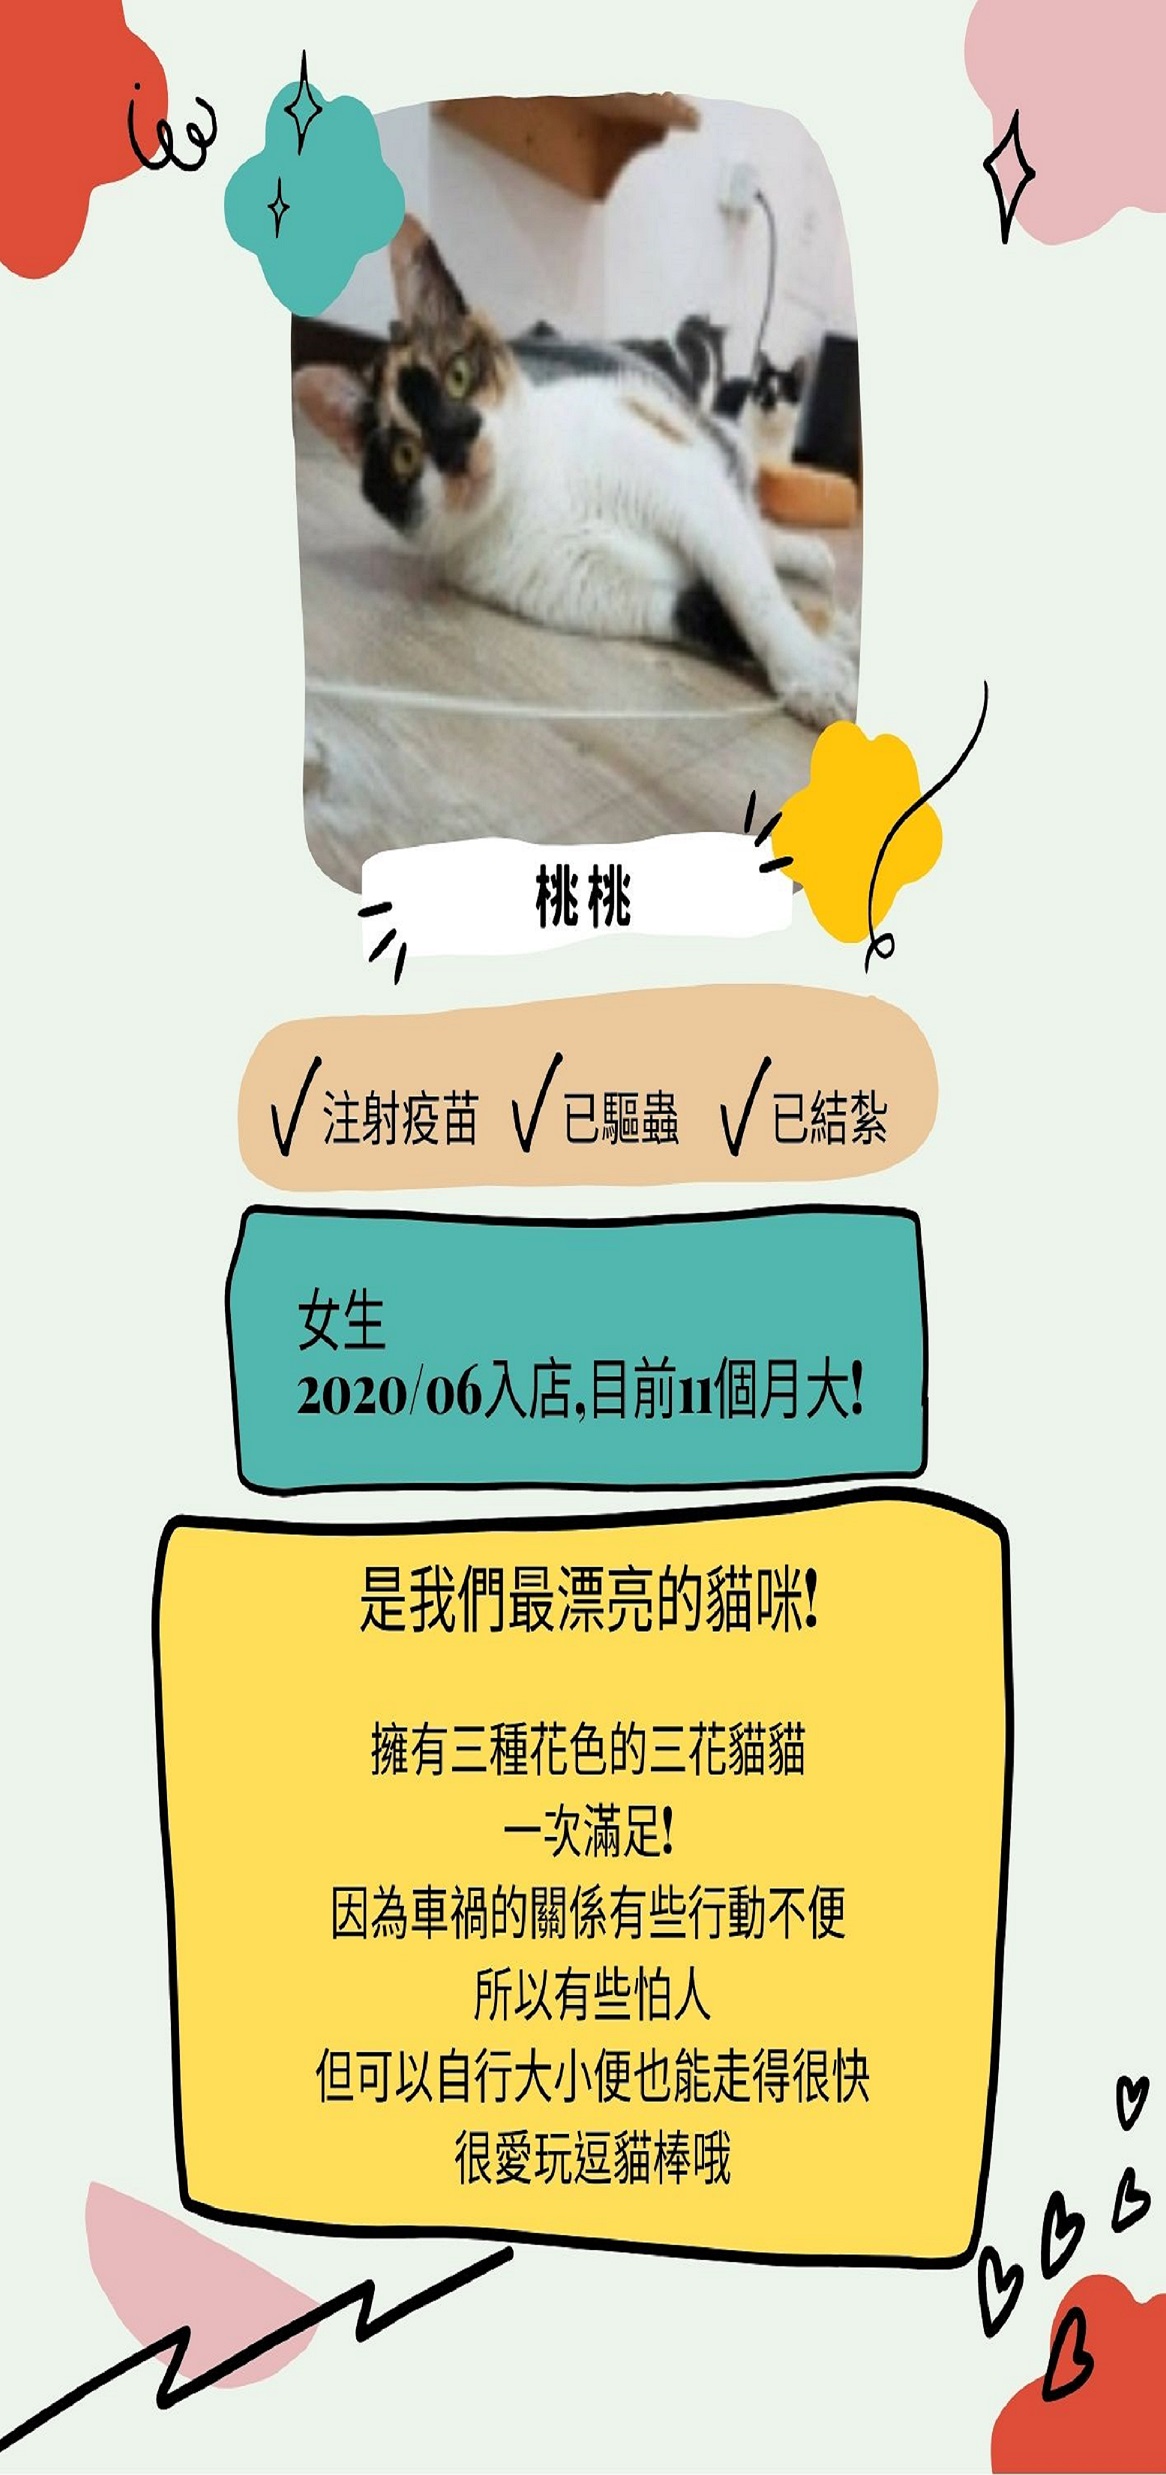 桃桃
注射疫苗 已驅蟲 已結紮
女生
2020/06入店,目前11個月大!
是我們最漂亮的貓咪!
擁有三種花色的三花貓貓
一次滿足!
因為車禍的關係有些行動不便
所以有些怕人
但可以自行大小便也能走得很快
很愛玩逗貓棒哦